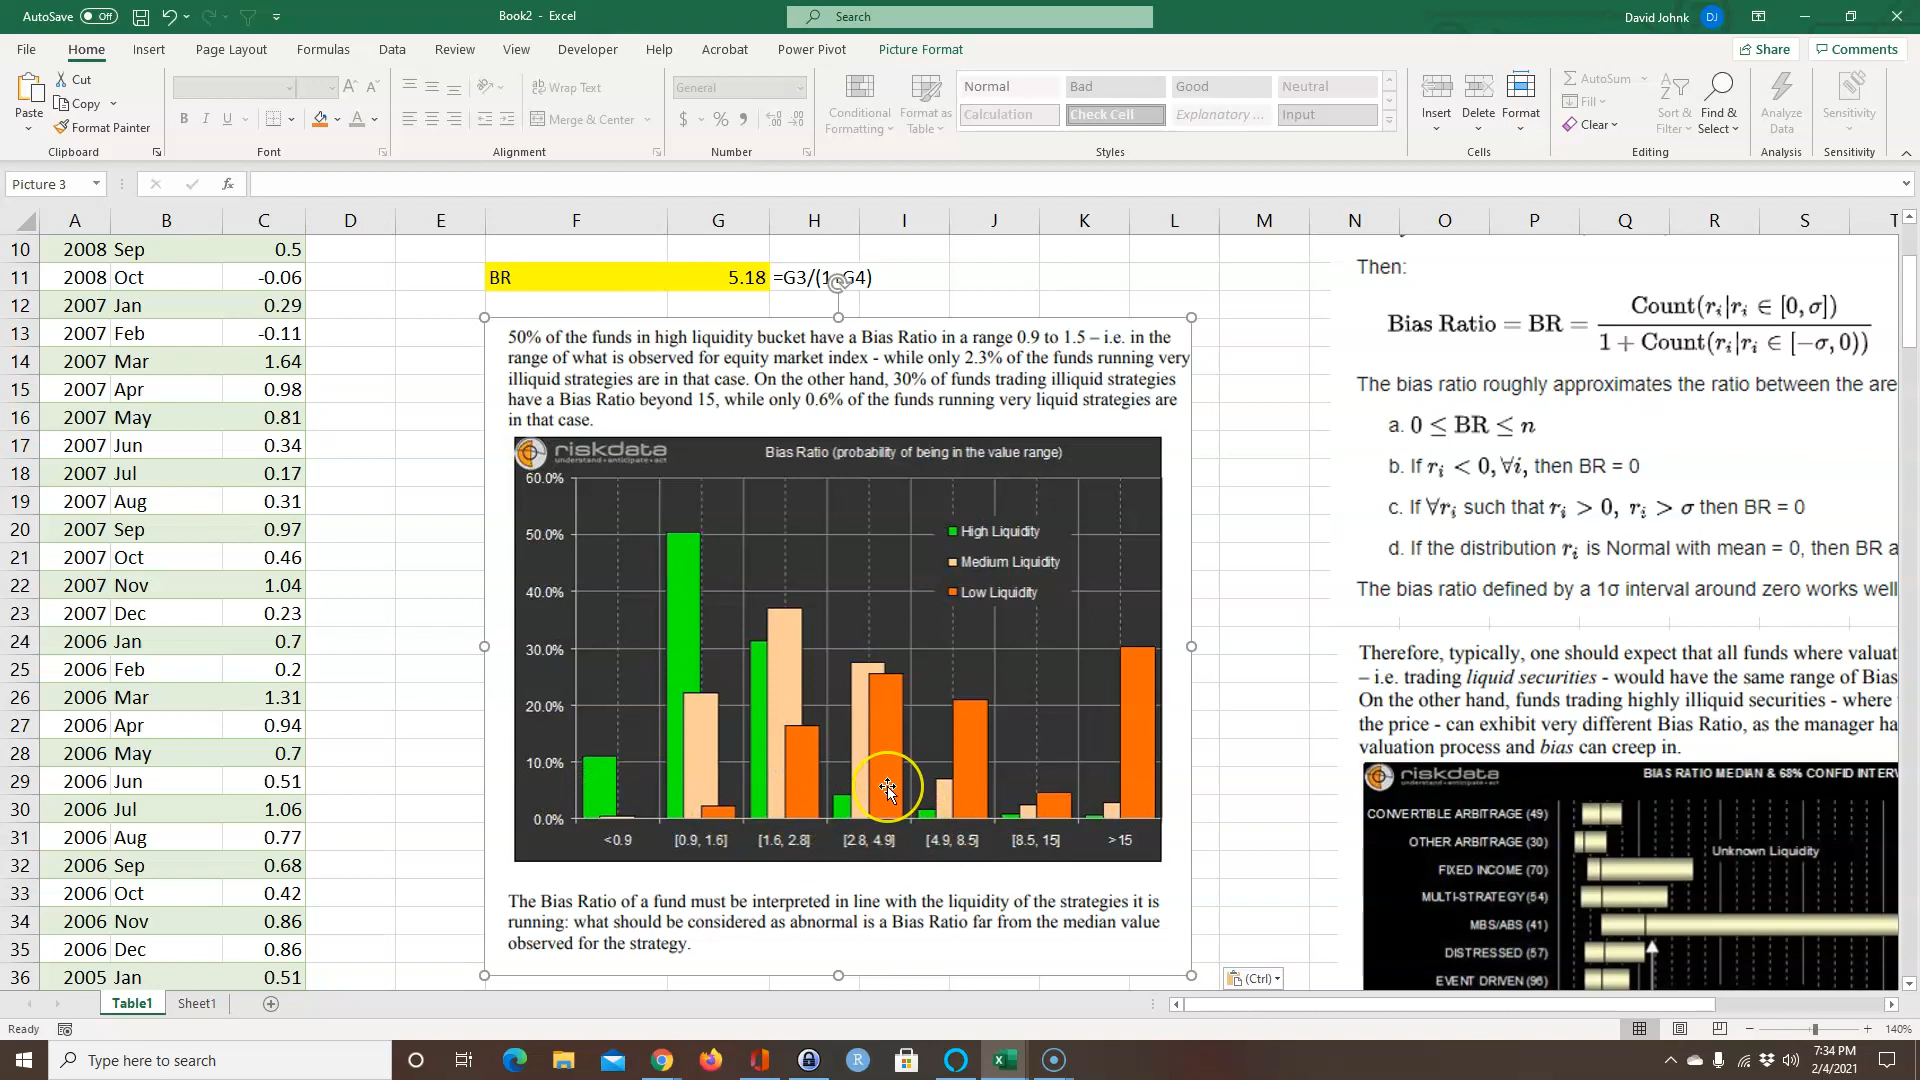 AutoSave Off
Book2 - Excel
Search
David Johnk DJ
File Home Insert Page Layout Formulas Data Review View Developer Help Acrobat Power Pivot Picture Format Share Comments
Paste Cut Copy Format Painter Clipboard
B I U Font
Wrap Text Merge & Center Alignment
General $ % Number
Conditional Formatting Format as Table
Normal Bad Good Neutral
Calculation Check Cell Explanatory ... Input
Styles
Insert Delete Format Cells
AutoSum Fill Clear Sort & Filter Find & Select Editing
Analyze Data Analysis
Sensitivity Sensitivity
Picture 3 fx
A B C D E F G H I J K L M N O P Q R S T
10 2008 Sep 0.5
11 2008 Oct -0.06 BR 5.18
12 2007 Jan 0.29
13 2007 Feb -0.11
14 2007 Mar 1.64
15 2007 Apr 0.98
16 2007 May 0.81
17 2007 Jun 0.34
18 2007 Jul 0.17
19 2007 Aug 0.31
20 2007 Sep 0.97
21 2007 Oct 0.46
22 2007 Nov 1.04
23 2007 Dec 0.23
24 2006 Jan 0.7
25 2006 Feb 0.2
26 2006 Mar 1.31
27 2006 Apr 0.94
28 2006 May 0.7
29 2006 Jun 0.51
30 2006 Jul 1.06
31 2006 Aug 0.77
32 2006 Sep 0.68
33 2006 Oct 0.42
34 2006 Nov 0.86
35 2006 Dec 0.86
36 2005 Jan 0.51
50% of the funds in high liquidity bucket have a Bias Ratio in a range 0.9 to 1.5 – i.e. in the
range of what is observed for equity market index - while only 2.3% of the funds running very
illiquid strategies are in that case. On the other hand, 30% of funds trading illiquid strategies
have a Bias Ratio beyond 15, while only 0.6% of the funds running very liquid strategies are
in that case.
riskdata
understand • anticipate • act
Bias Ratio (probability of being in the value range)
60.0%
50.0%
40.0%
30.0%
20.0%
10.0%
0.0%
High Liquidity
Medium Liquidity
Low Liquidity
<0.9 [0.9, 1.6] [1.6, 2.8] [2.8, 4.9] [4.9, 8.5] [8.5, 15] >15
The Bias Ratio of a fund must be interpreted in line with the liquidity of the strategies it is
running: what should be considered as abnormal is a Bias Ratio far from the median value
observed for the strategy.
(Ctrl)
Then:
Bias Ratio = BR = Count(rᵢ|rᵢ ∈ [0, σ]) / 1 + Count(rᵢ|rᵢ ∈ [−σ, 0))
The bias ratio roughly approximates the ratio between the are
a. 0 ≤ BR ≤ n
b. If rᵢ < 0, ∀i, then BR = 0
c. If ∀rᵢ such that rᵢ > 0, rᵢ > σ then BR = 0
d. If the distribution rᵢ is Normal with mean = 0, then BR a
The bias ratio defined by a 1σ interval around zero works well
Therefore, typically, one should expect that all funds where valuat
– i.e. trading liquid securities - would have the same range of Bias
On the other hand, funds trading highly illiquid securities - where
the price - can exhibit very different Bias Ratio, as the manager ha
valuation process and bias can creep in.
riskdata
BIAS RATIO MEDIAN & 68% CONFID INTERV
CONVERTIBLE ARBITRAGE (49)
OTHER ARBITRAGE (30)
FIXED INCOME (70)
MULTI-STRATEGY (54)
MBS/ABS (41)
DISTRESSED (57)
EVENT DRIVEN (96)
Unknown Liquidity
Table1 Sheet1
Ready 140%
Type here to search
7:34 PM
2/4/2021